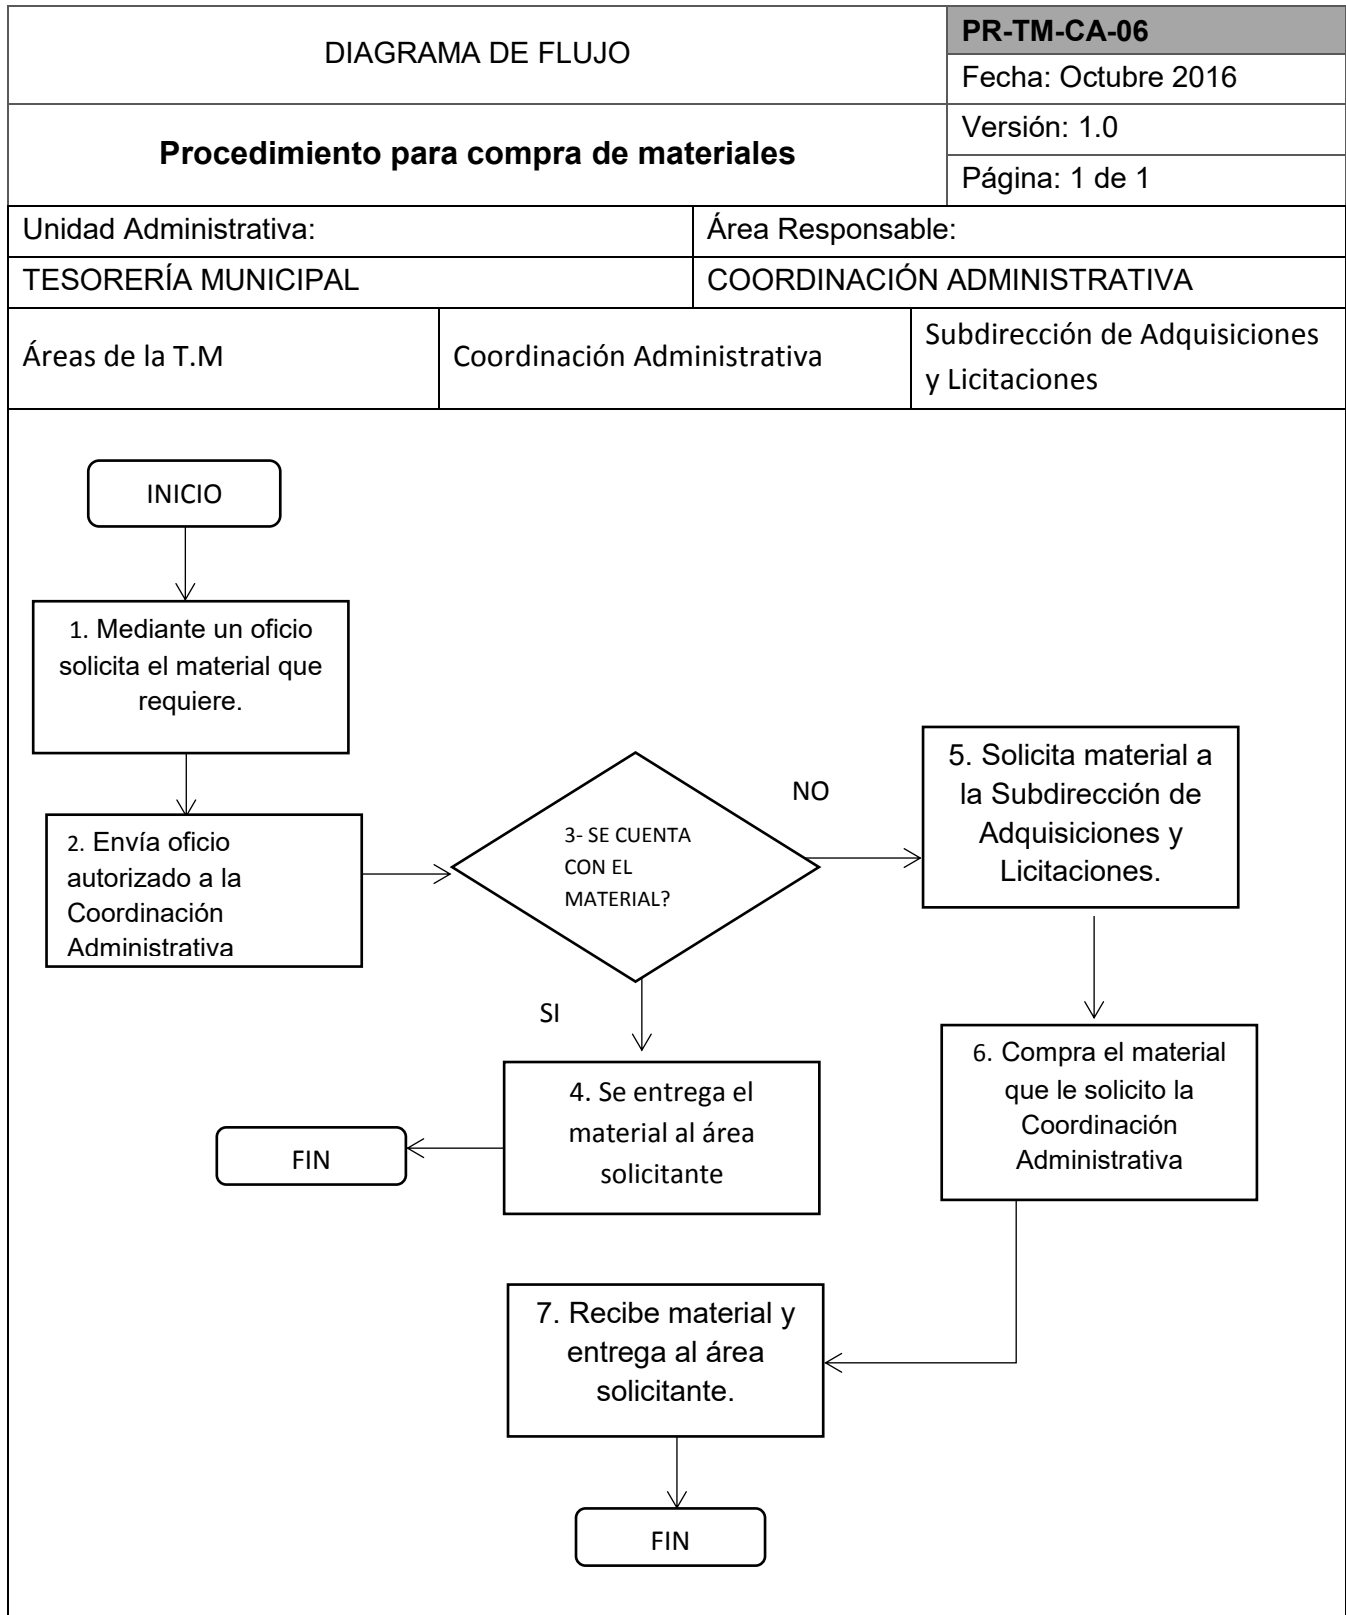 DIAGRAMA DE FLUJO
PR-TM-CA-06
Fecha: Octubre 2016
Procedimiento para compra de materiales
Versión: 1.0
Página: 1 de 1
Unidad Administrativa:
Área Responsable:
TESORERÍA MUNICIPAL
COORDINACIÓN ADMINISTRATIVA
Áreas de la T.M
Coordinación Administrativa
Subdirección de Adquisiciones
y Licitaciones
INICIO
1. Mediante un oficio
solicita el material que
requiere.
2. Envía oficio
autorizado a la
Coordinación
Administrativa
3- SE CUENTA
CON EL
MATERIAL?
NO
5. Solicita material a
la Subdirección de
Adquisiciones y
Licitaciones.
SI
4. Se entrega el
material al área
solicitante
FIN
6. Compra el material
que le solicito la
Coordinación
Administrativa
7. Recibe material y
entrega al área
solicitante.
FIN